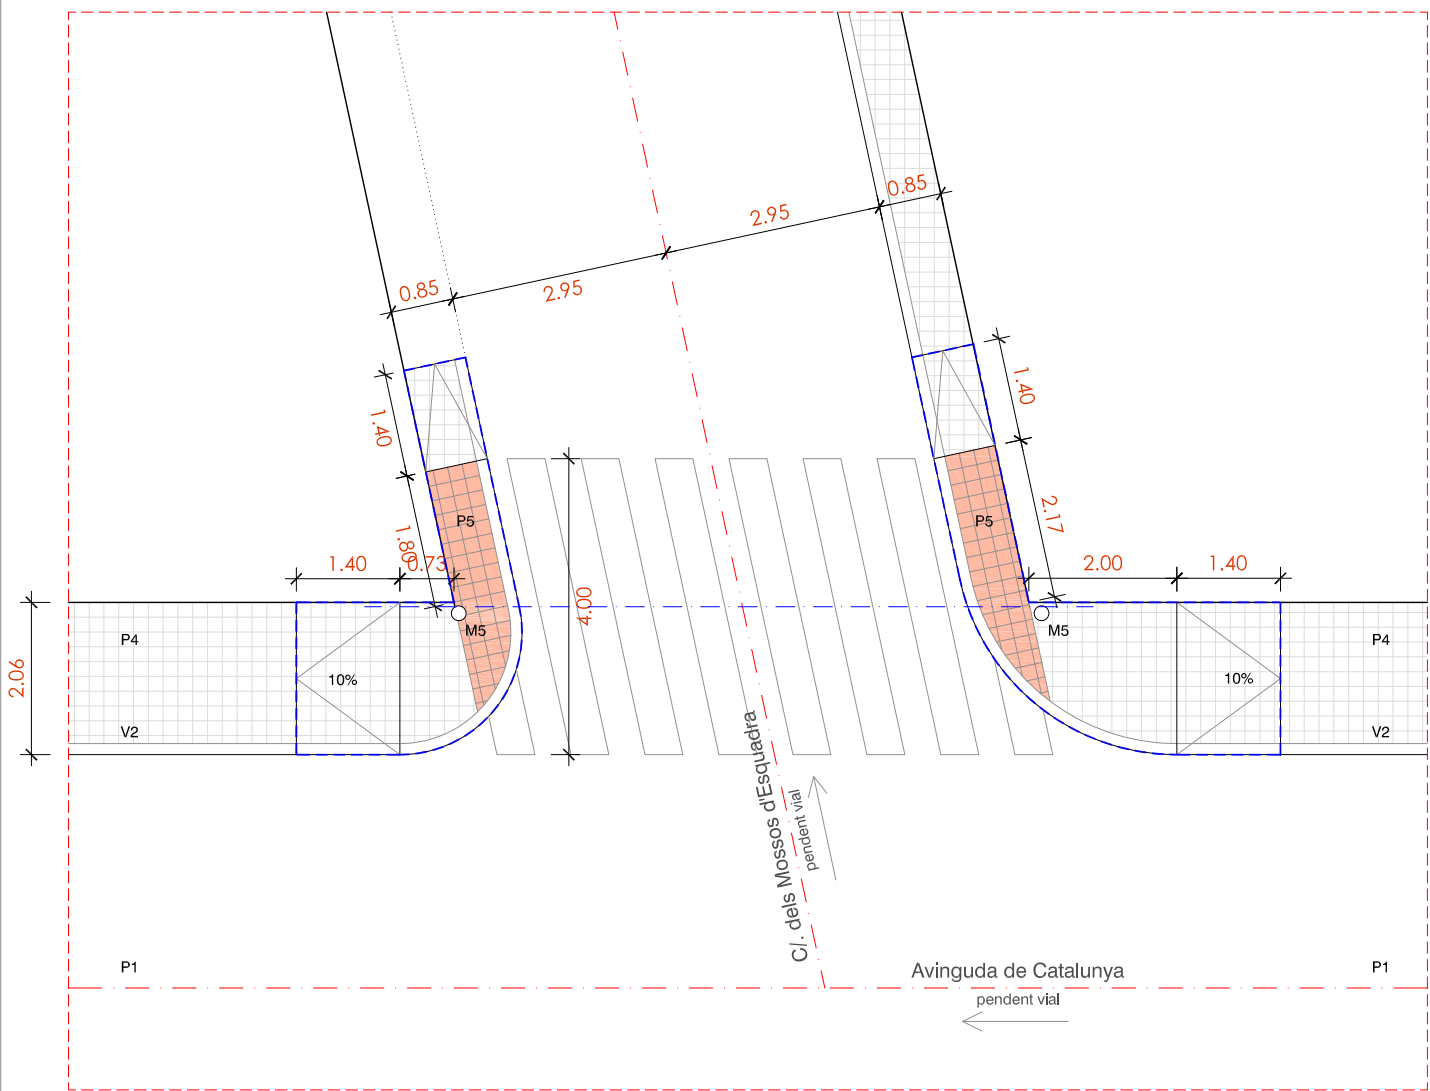 0.85
2.95
0.85
2.95
1.40
1.40
P5
P5
2.17
1.80
0.73
1.40
2.00
1.40
4.00
M5
M5
P4
P4
2.06
10%
10%
V2
V2
C/. dels Mossos d'Esquadra
pendent vial
P1
P1
Avinguda de Catalunya
pendent vial